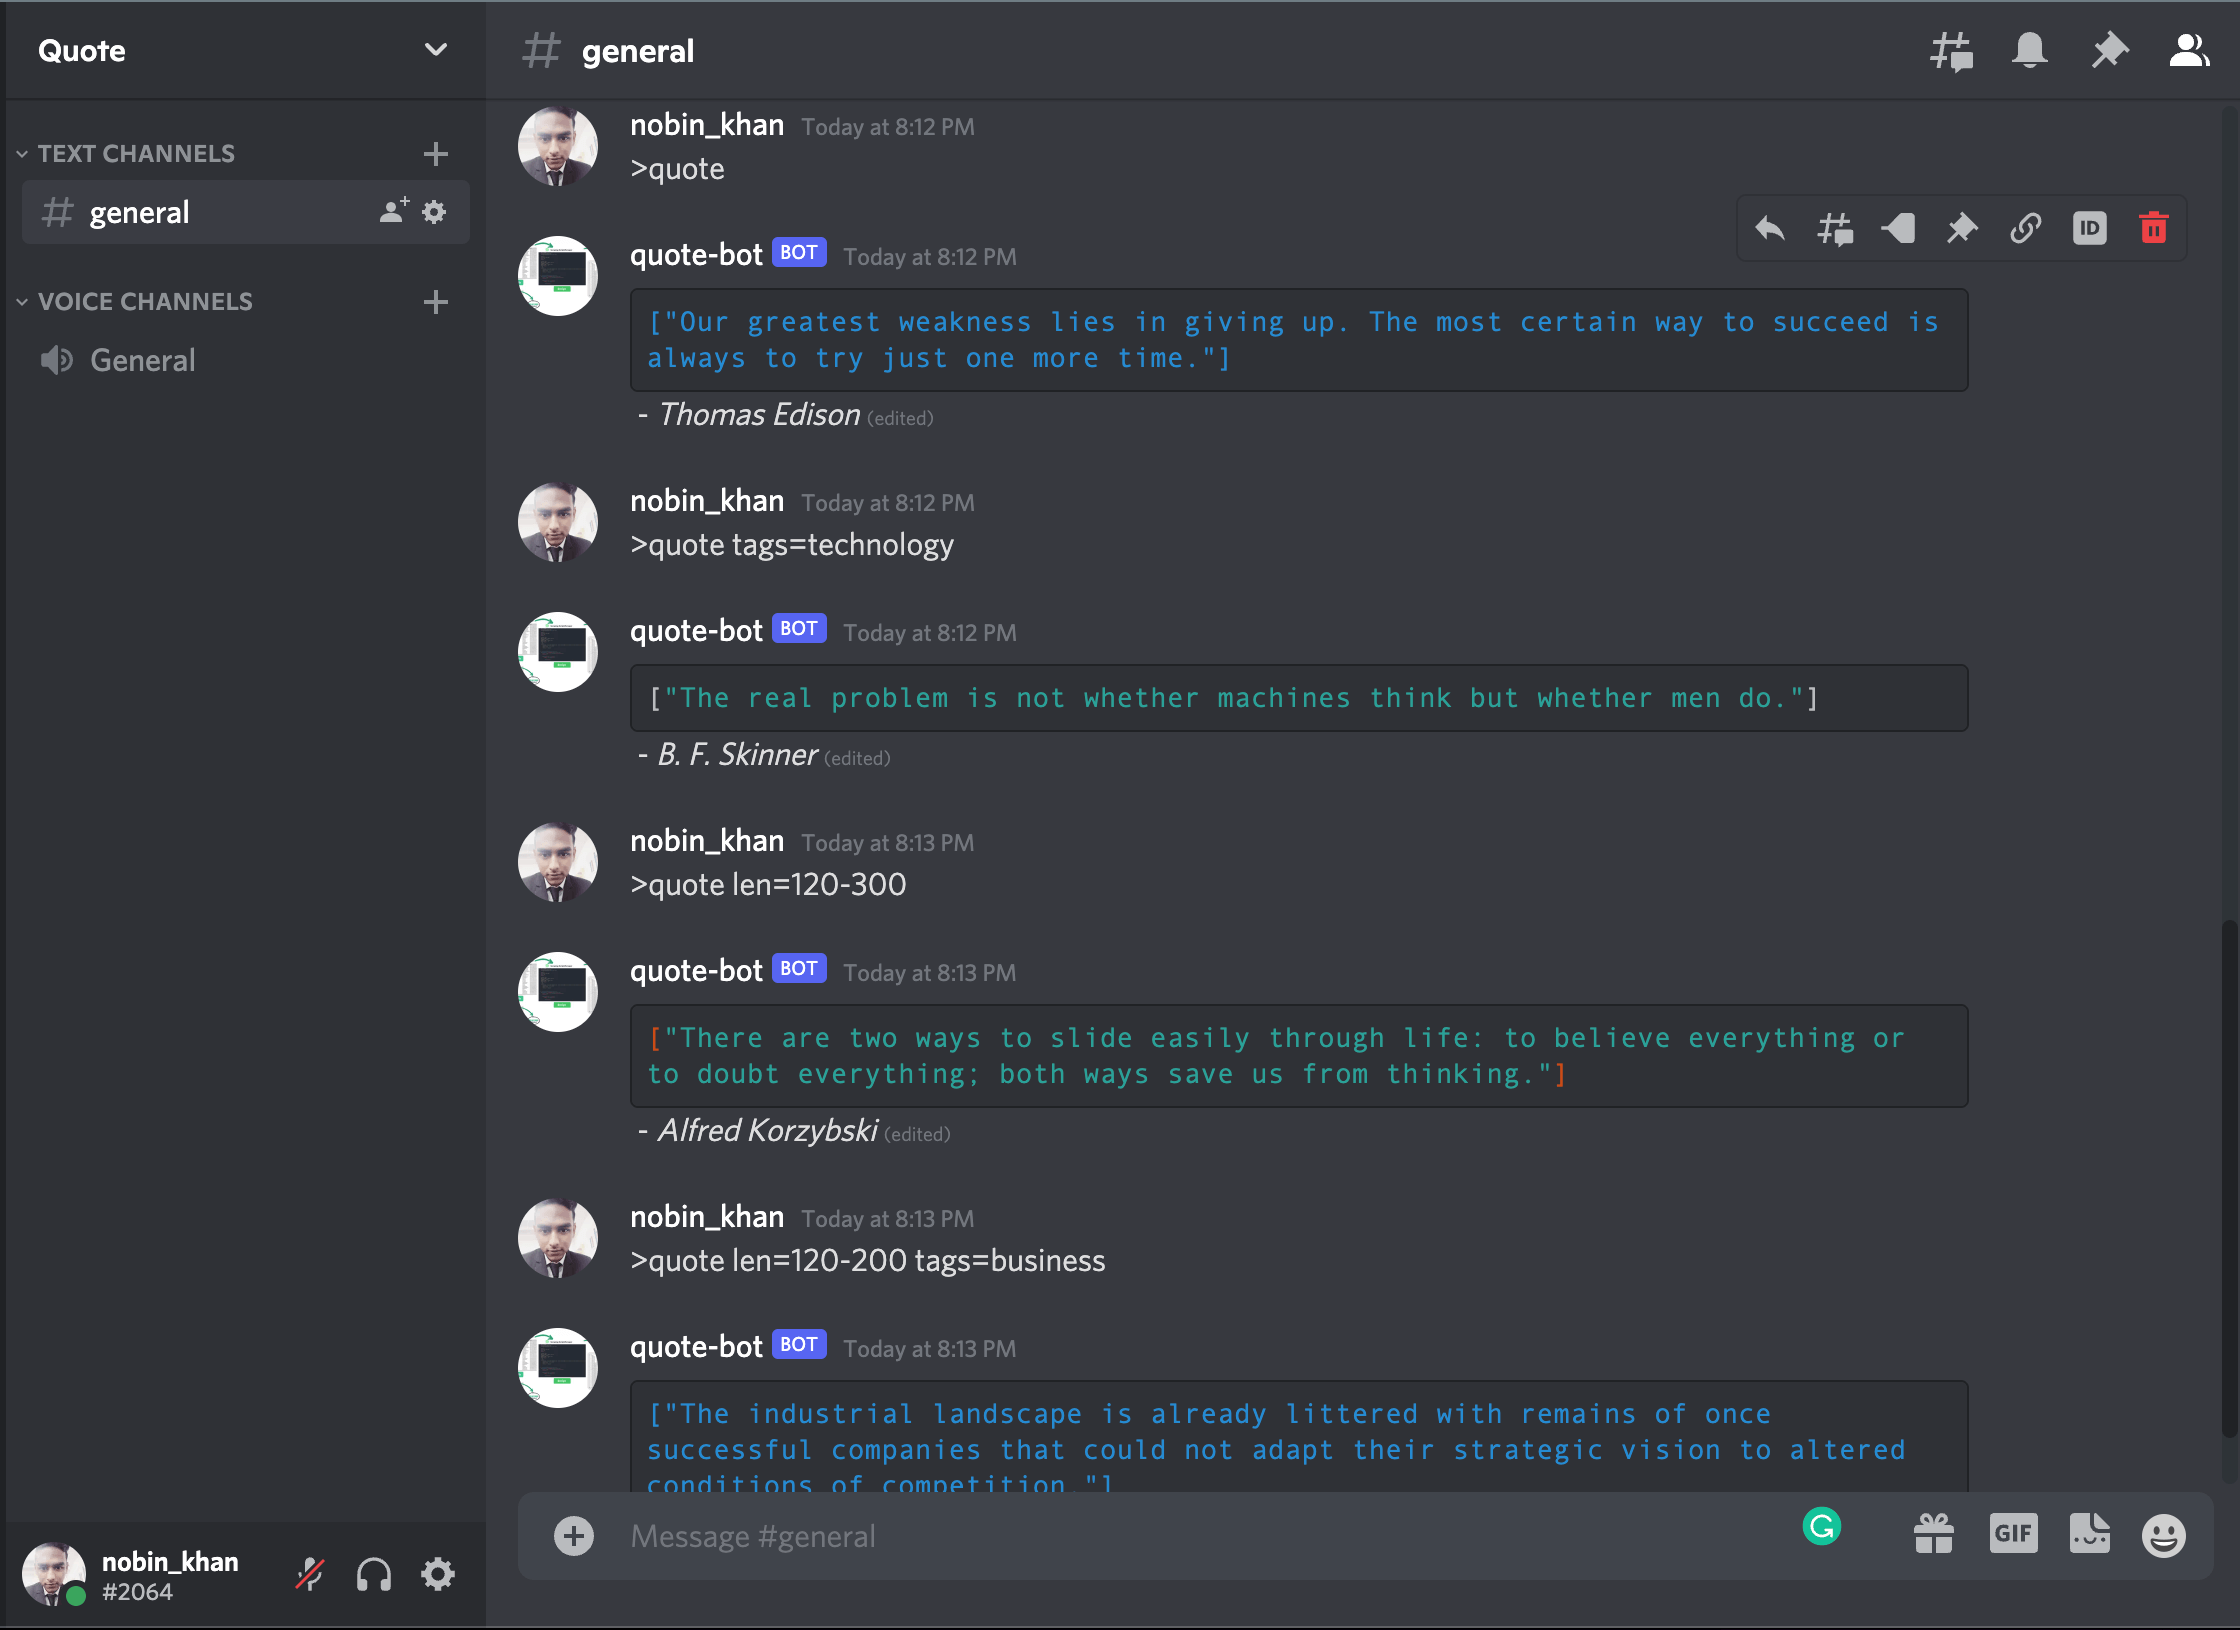 Quote
TEXT CHANNELS
general
VOICE CHANNELS
General
nobin_khan
#2064
general
nobin_khan Today at 8:12 PM
>quote
quote-bot BOT Today at 8:12 PM
ID
["Our greatest weakness lies in giving up. The most certain way to succeed is
always to try just one more time."]
- Thomas Edison (edited)
nobin_khan Today at 8:12 PM
>quote tags=technology
quote-bot BOT Today at 8:12 PM
["The real problem is not whether machines think but whether men do."]
- B. F. Skinner (edited)
nobin_khan Today at 8:13 PM
>quote len=120-300
quote-bot BOT Today at 8:13 PM
["There are two ways to slide easily through life: to believe everything or
to doubt everything; both ways save us from thinking."]
- Alfred Korzybski (edited)
nobin_khan Today at 8:13 PM
>quote len=120-200 tags=business
quote-bot BOT Today at 8:13 PM
["The industrial landscape is already littered with remains of once
successful companies that could not adapt their strategic vision to altered
conditions of competition."]
Message #general
GIF